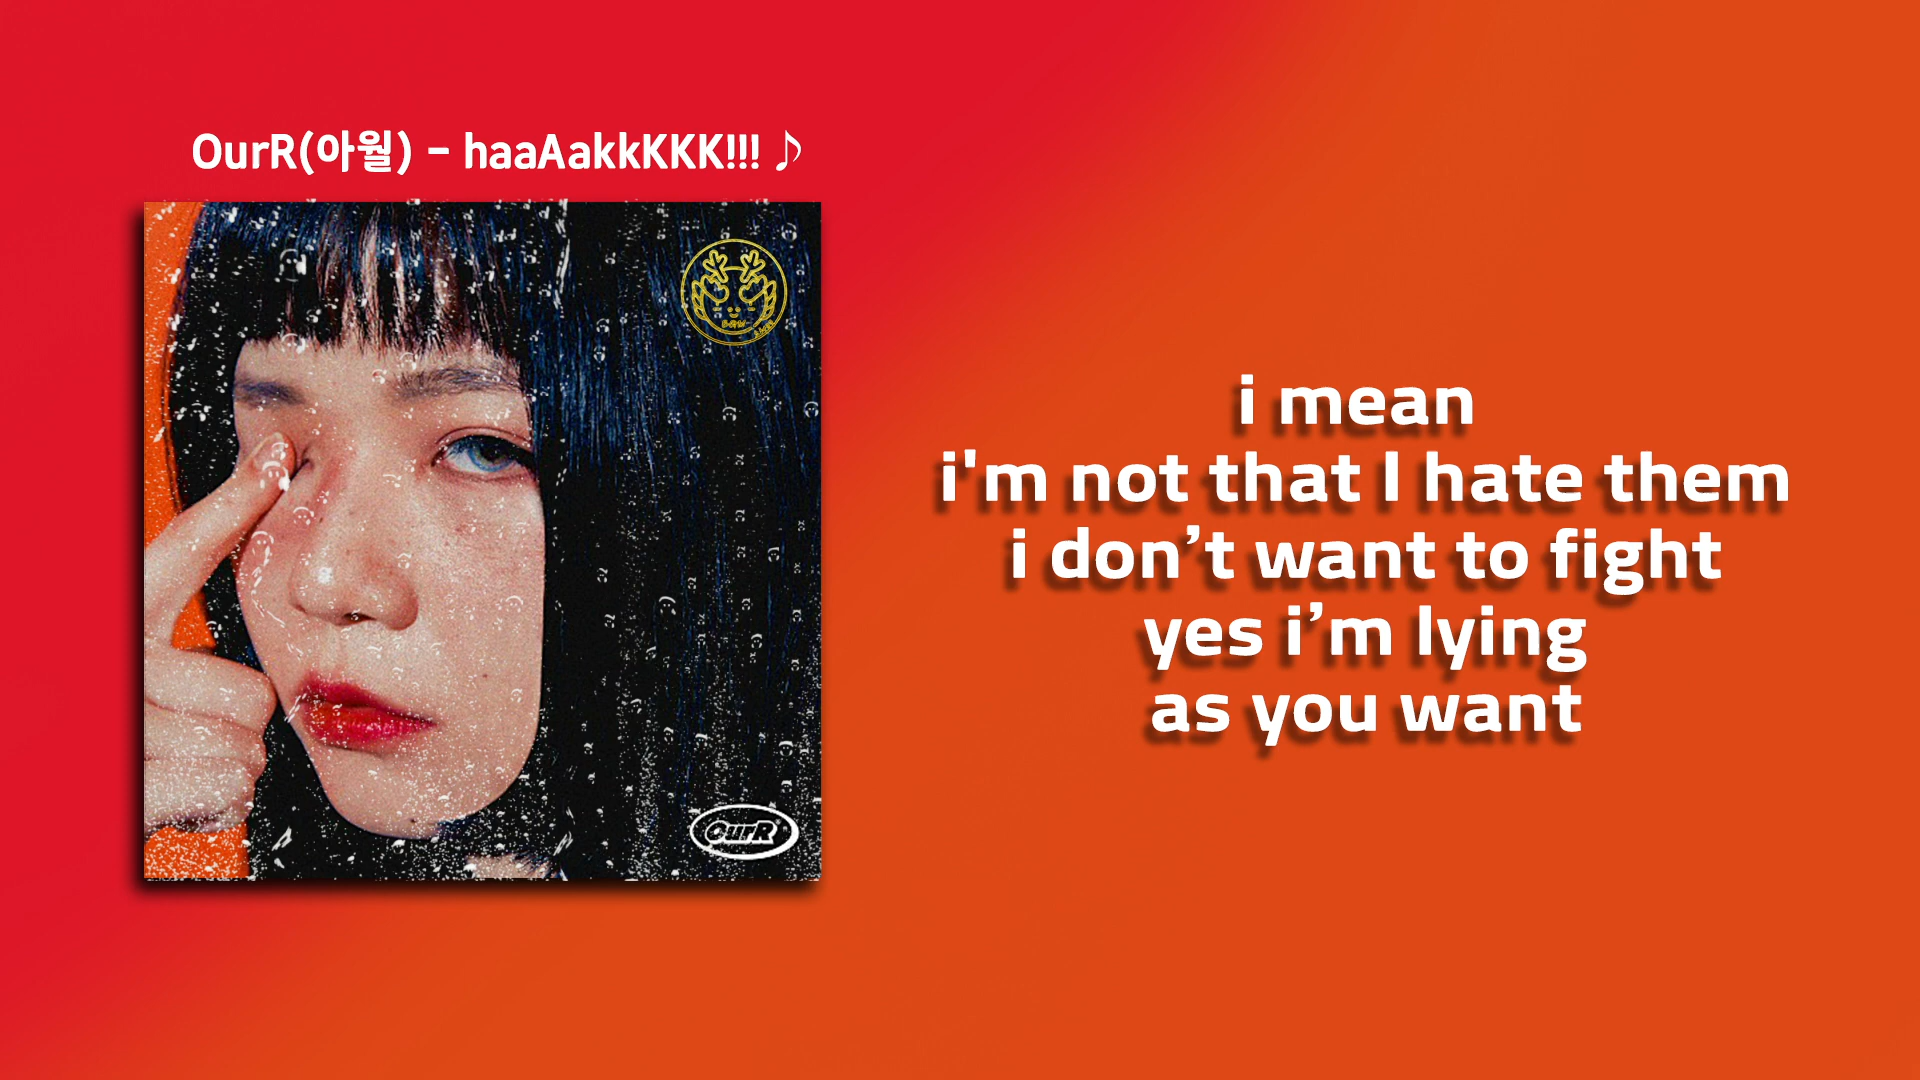 OurR(아월) - haaAakkKKK!!! ♪
OurR
i mean
i'm not that I hate them
i don’t want to fight
yes i’m lying
as you want